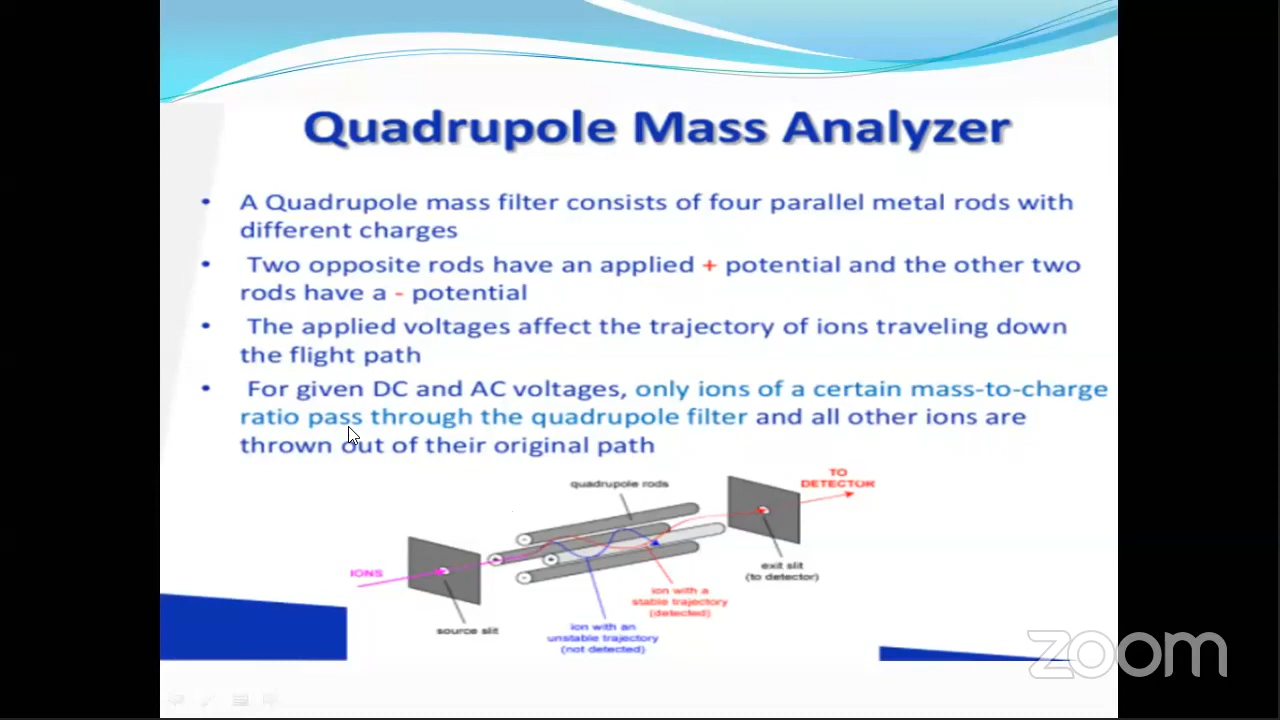 Quadrupole Mass Analyzer
• A Quadrupole mass filter consists of four parallel metal rods with
different charges
• Two opposite rods have an applied + potential and the other two
rods have a - potential
• The applied voltages affect the trajectory of ions traveling down
the flight path
• For given DC and AC voltages, only ions of a certain mass-to-charge
ratio pass through the quadrupole filter and all other ions are
thrown out of their original path
quadrupole rods
TO
DETECTOR
IONS
exit slit
(to detector)
ion with a
stable trajectory
(detected)
source slit
ion with an
unstable trajectory
(not detected)
zoom